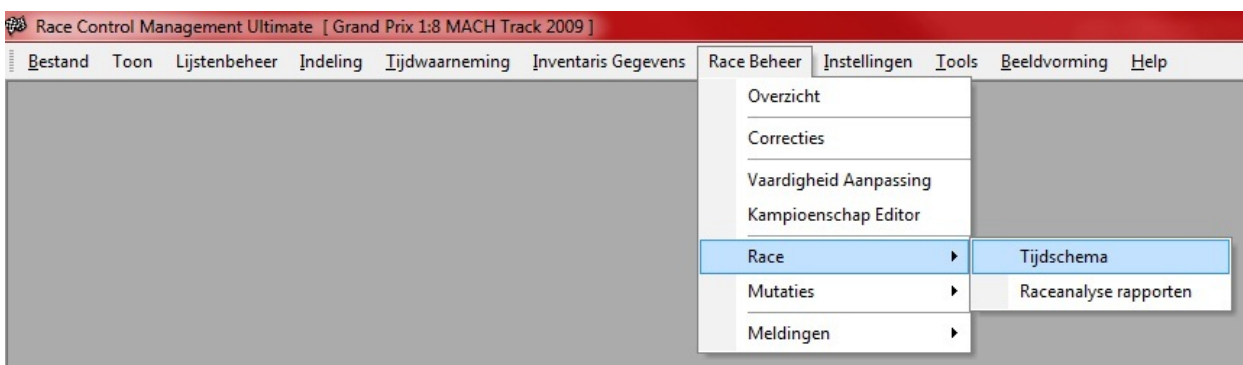 Race Control Management Ultimate [ Grand Prix 1:8 MACH Track 2009 ]
Bestand Toon Lijstenbeheer Indeling Tijdwaarneming Inventaris Gegevens Race Beheer Instellingen Tools Beeldvorming Help
Overzicht
Correcties
Vaardigheid Aanpassing
Kampioenschap Editor
Race
Tijdschema
Mutaties
Raceanalyse rapporten
Meldingen